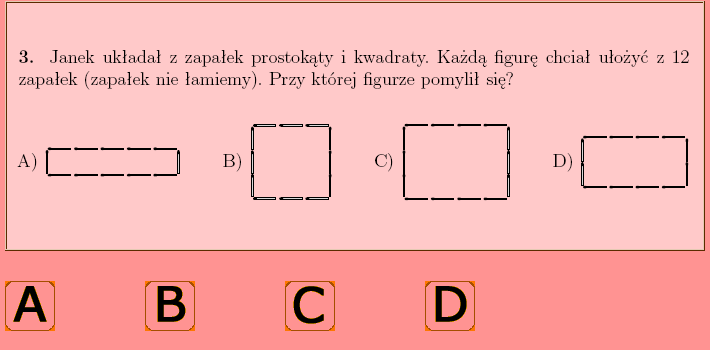 3. Janek układał z zapałek prostokąty i kwadraty. Każdą figurę chciał ułożyć z 12
zapałek (zapałek nie łamiemy). Przy której figurze pomylił się?
A) B) C) D)
A B C D